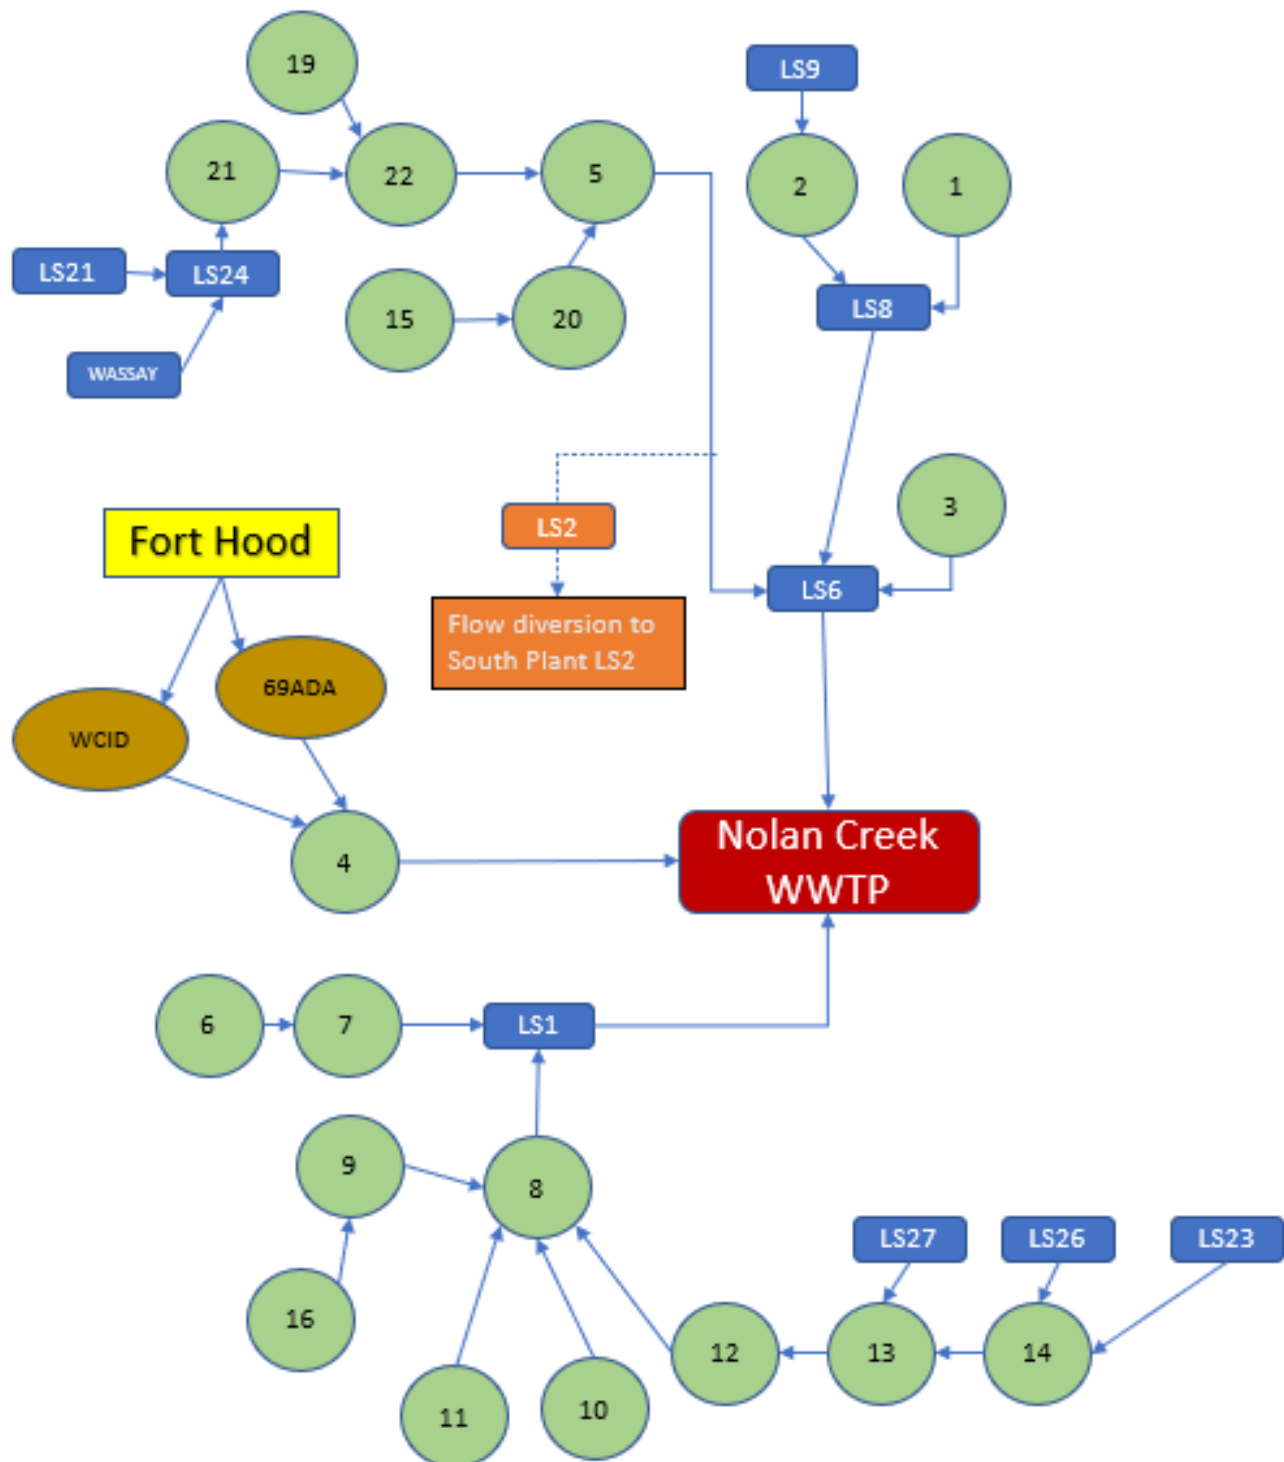 19
LS9
21
22
5
2
1
LS21
LS24
LS8
15
20
WASSAY
3
LS2
Fort Hood
LS6
Flow diversion to
South Plant LS2
69ADA
WCID
Nolan Creek
WWTP
4
6
7
LS1
9
8
LS27
LS26
LS23
16
12
13
14
11
10